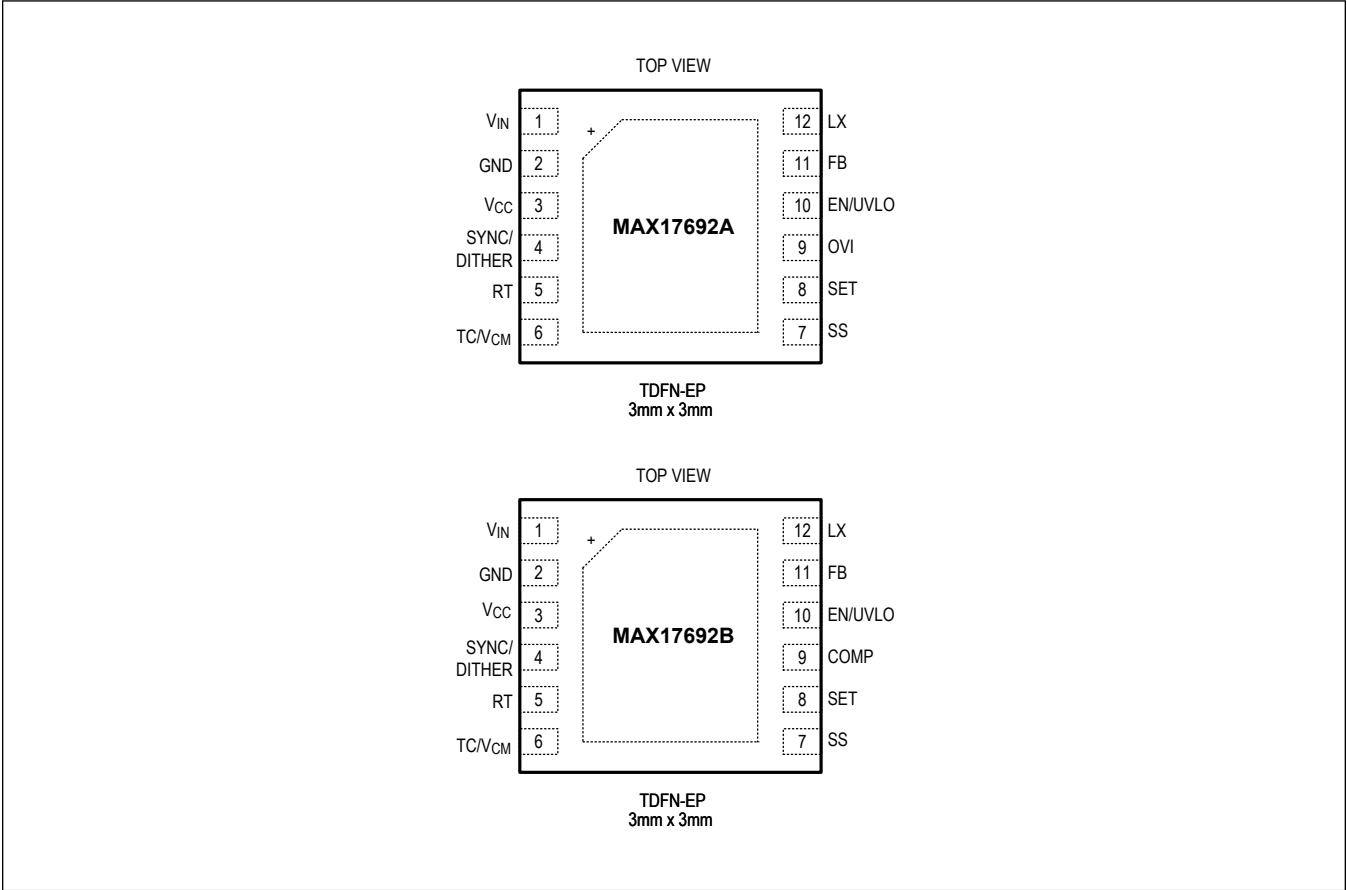 TOP VIEW
VIN 1
12 LX
+
GND 2
11 FB
VCC 3
10 EN/UVLO
MAX17692A
SYNC/
DITHER 4
9 OVI
RT 5
8 SET
TC/VCM 6
7 SS
TDFN-EP
3mm x 3mm
TOP VIEW
VIN 1
12 LX
+
GND 2
11 FB
VCC 3
10 EN/UVLO
MAX17692B
SYNC/
DITHER 4
9 COMP
RT 5
8 SET
TC/VCM 6
7 SS
TDFN-EP
3mm x 3mm